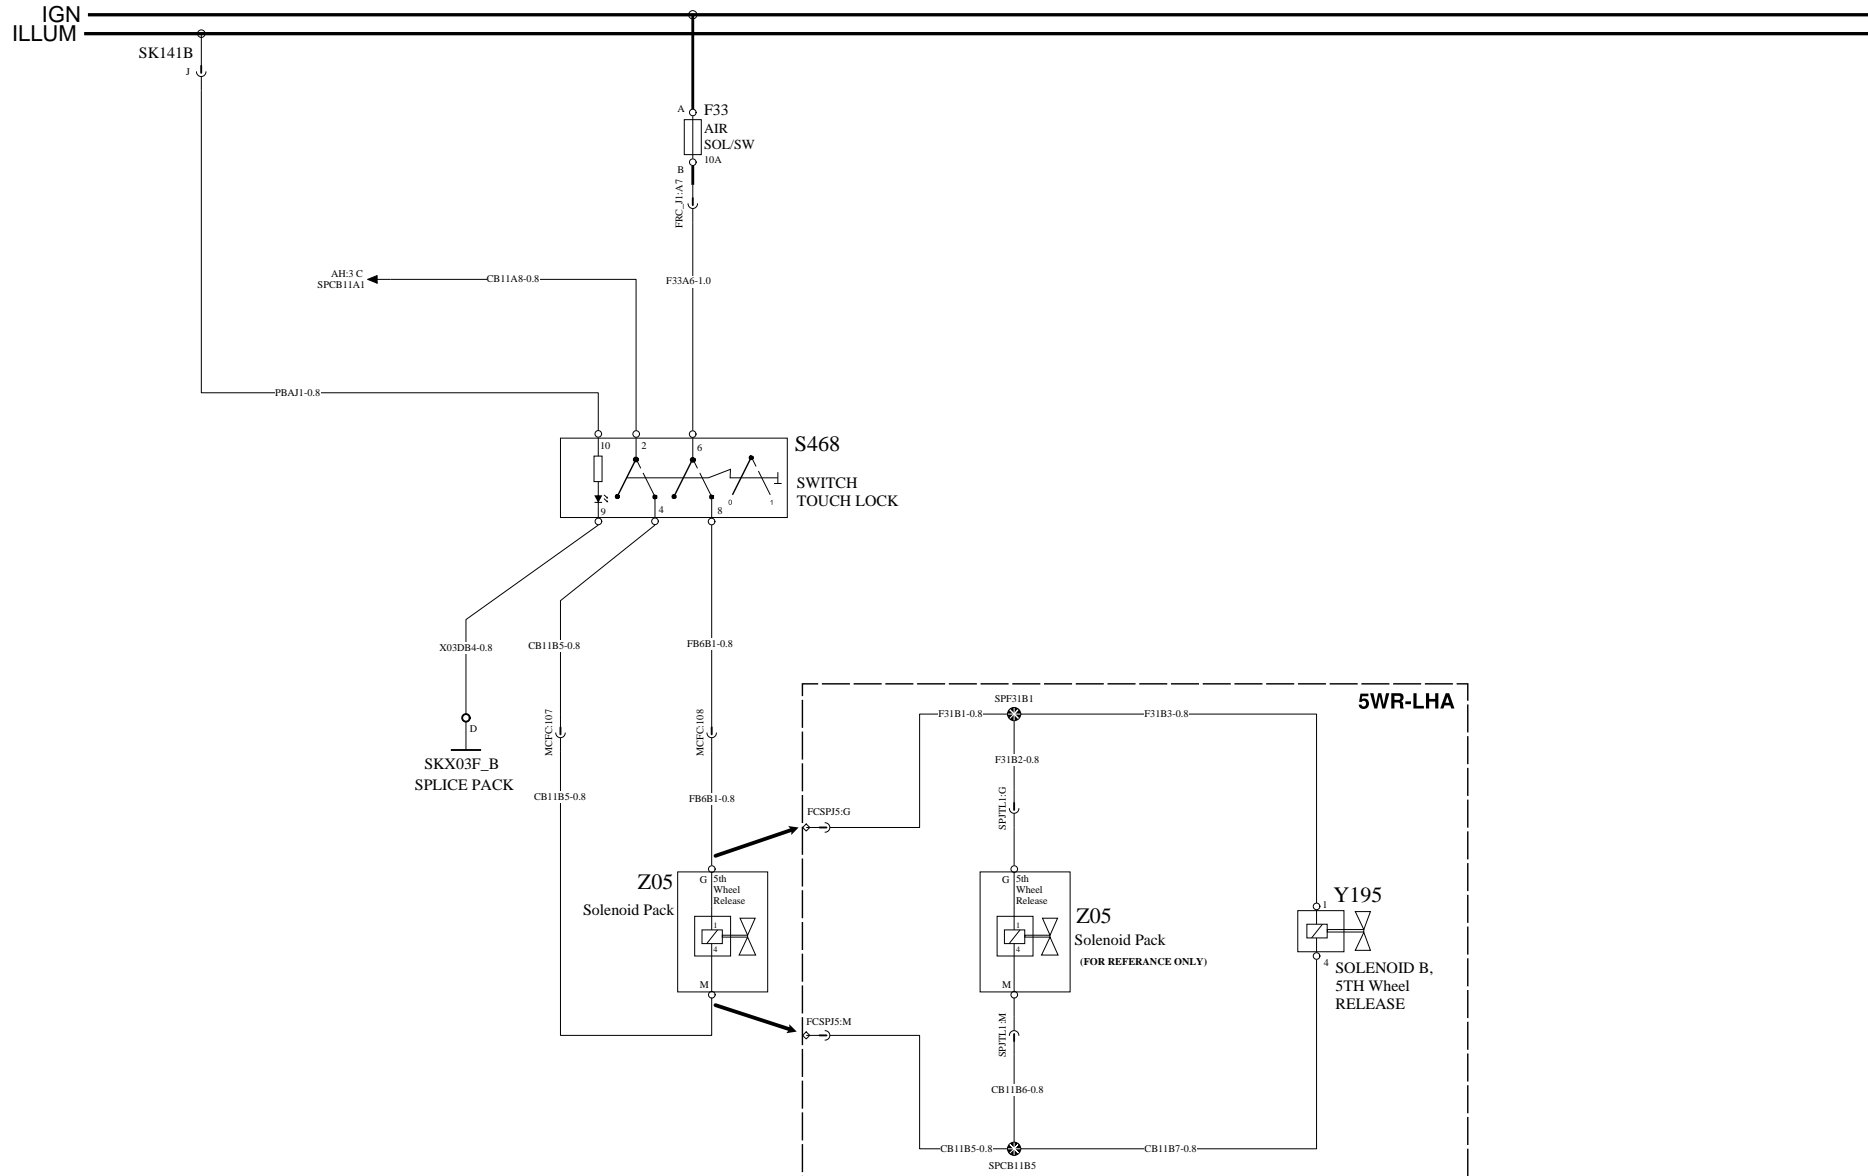 IGN
ILLUM
SK141B
J
A
F33
AIR
SOL/SW
10A
B
FRC_J1:A7
AH:3 C
SPCB11A1
CB11A8-0.8
F33A6-1.0
PBAJ1-0.8
10
2
6
S468
SWITCH
TOUCH LOCK
0
1
9
4
8
X03DB4-0.8
CB11B5-0.8
FB6B1-0.8
D
SKX03F_B
SPLICE PACK
MCFC:107
MCFC:108
CB11B5-0.8
FB6B1-0.8
5WR-LHA
SPF31B1
F31B1-0.8
F31B3-0.8
F31B2-0.8
SPJTL1:G
FCSPJ5:G
Z05
Solenoid Pack
G
5th
Wheel
Release
1
4
M
G
5th
Wheel
Release
1
4
M
Z05
Solenoid Pack
(FOR REFERANCE ONLY)
Y195
1
4
SOLENOID B,
5TH Wheel
RELEASE
FCSPJ5:M
SPJTL1:M
CB11B6-0.8
CB11B5-0.8
CB11B7-0.8
SPCB11B5